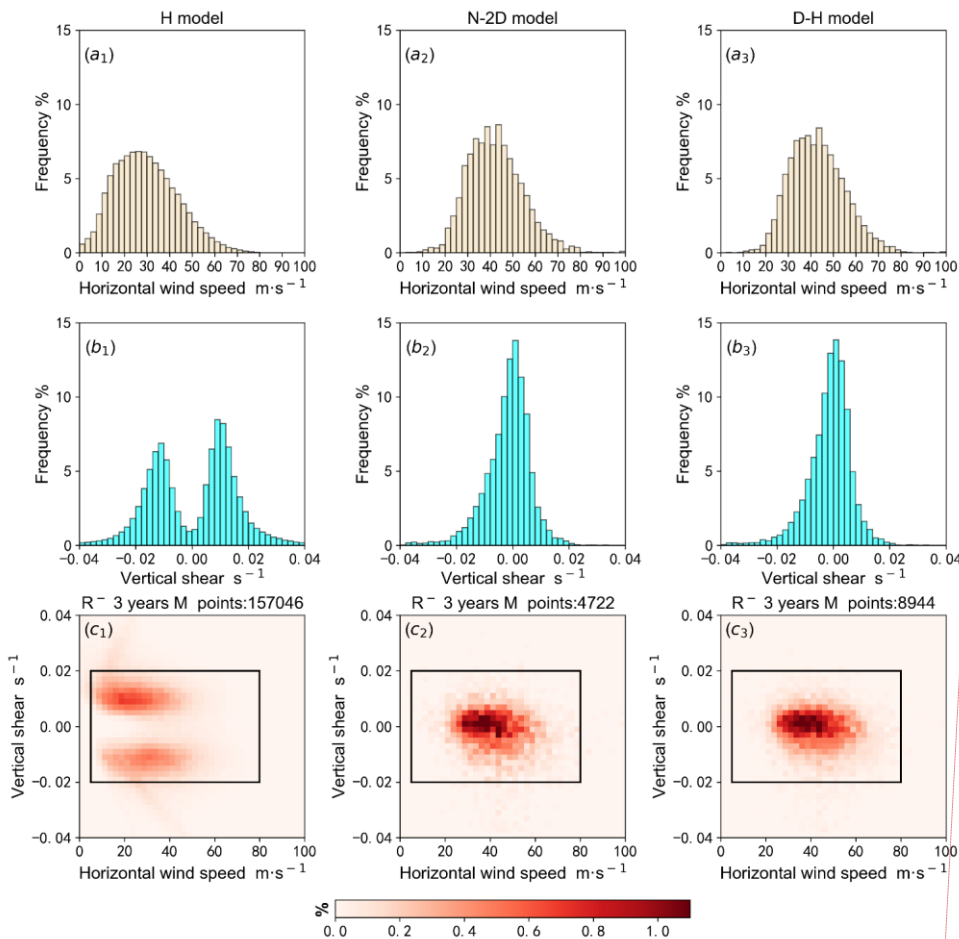 H model N-2D model D-H model
15 15 15
(a₁) (a₂) (a₃)
10 10 10
Frequency % Frequency % Frequency %
5 5 5
0 0 0
0 10 20 30 40 50 60 70 80 90 100 0 10 20 30 40 50 60 70 80 90 100 0 10 20 30 40 50 60 70 80 90 100
Horizontal wind speed m·s⁻¹ Horizontal wind speed m·s⁻¹ Horizontal wind speed m·s⁻¹
15 15 15
(b₁) (b₂) (b₃)
10 10 10
Frequency % Frequency % Frequency %
5 5 5
0 0 0
−0.04 −0.02 0.00 0.02 0.04 −0.04 −0.02 0.00 0.02 0.04 −0.04 −0.02 0.00 0.02 0.04
Vertical shear s⁻¹ Vertical shear s⁻¹ Vertical shear s⁻¹
R⁻ 3 years M points:157046 R⁻ 3 years M points:4722 R⁻ 3 years M points:8944
0.04 0.04 0.04
(c₁) (c₂) (c₃)
0.02 0.02 0.02
Vertical shear s⁻¹ Vertical shear s⁻¹ Vertical shear s⁻¹
0.00 0.00 0.00
−0.02 −0.02 −0.02
−0.04 −0.04 −0.04
0 20 40 60 80 100 0 20 40 60 80 100 0 20 40 60 80 100
Horizontal wind speed m·s⁻¹ Horizontal wind speed m·s⁻¹ Horizontal wind speed m·s⁻¹
%
0.0 0.2 0.4 0.6 0.8 1.0